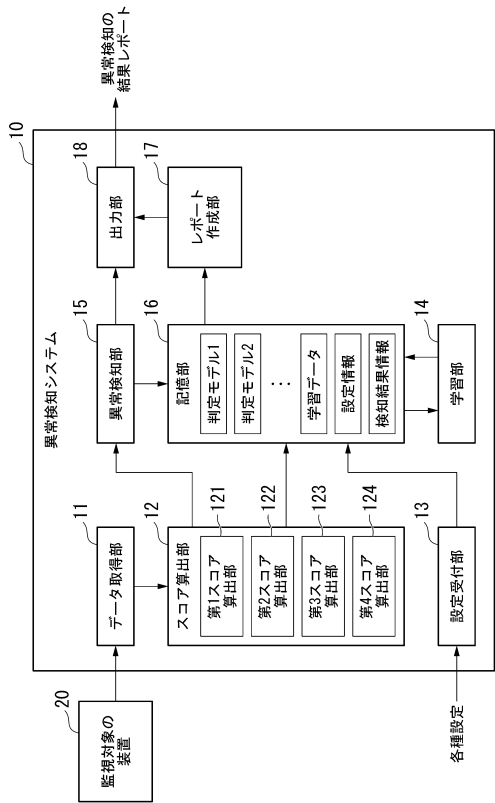 10
異常検知システム
20
監視対象の
装置
11
データ取得部
12
スコア算出部
121
第1スコア
算出部
122
第2スコア
算出部
123
第3スコア
算出部
124
第4スコア
算出部
各種設定
13
設定受付部
15
異常検知部
16
記憶部
判定モデル1
判定モデル2
⋮
学習データ
設定情報
検知結果情報
14
学習部
18
出力部
17
レポート
作成部
異常検知の
結果レポート